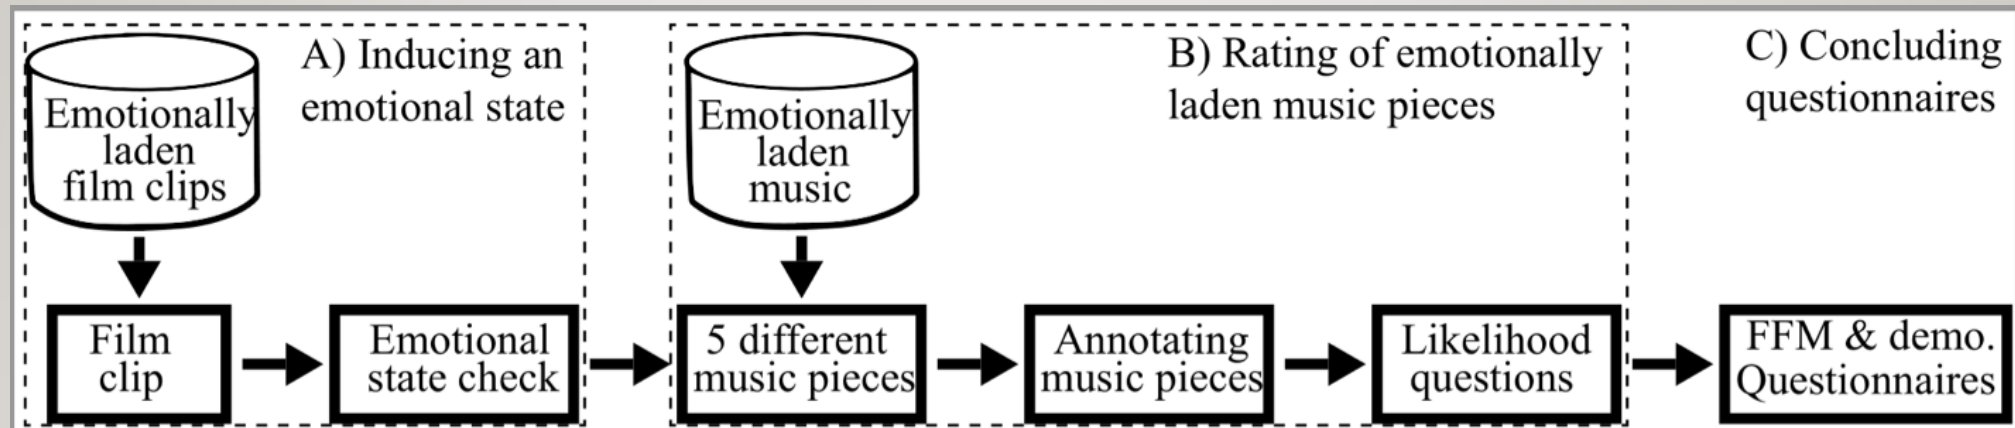 Emotionally
laden
film clips
A) Inducing an
emotional state
Film
clip
Emotional
state check
Emotionally
laden
music
B) Rating of emotionally
laden music pieces
5 different
music pieces
Annotating
music pieces
Likelihood
questions
C) Concluding
questionnaires
FFM & demo.
Questionnaires